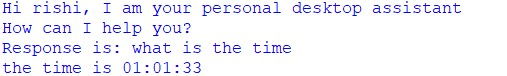 Hi rishi, I am your personal desktop assistant
How can I help you?
Response is: what is the time
the time is 01:01:33